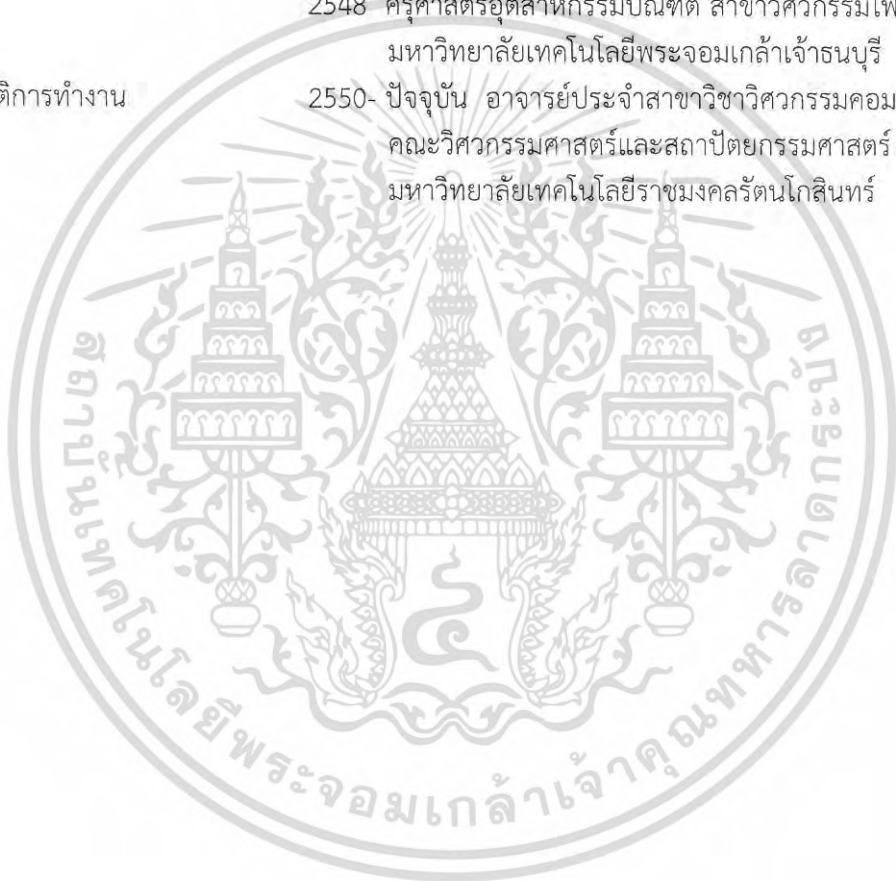 2548 ครุศาสตร์อุตสาหกรรมบัณฑิต สาขาวิศวกรรมไฟ
มหาวิทยาลัยเทคโนโลยีพระจอมเกล้าเจ้าธนบุรี
ติการทำงาน 2550- ปัจจุบัน อาจารย์ประจำสาขาวิชาวิศวกรรมคอม
คณะวิศวกรรมศาสตร์และสถาปัตยกรรมศาสตร์
มหาวิทยาลัยเทคโนโลยีราชมงคลรัตนโกสินทร์
สถาบันเทคโนโลยีพระจอมเกล้าเจ้าคุณทหารลาดกระบัง